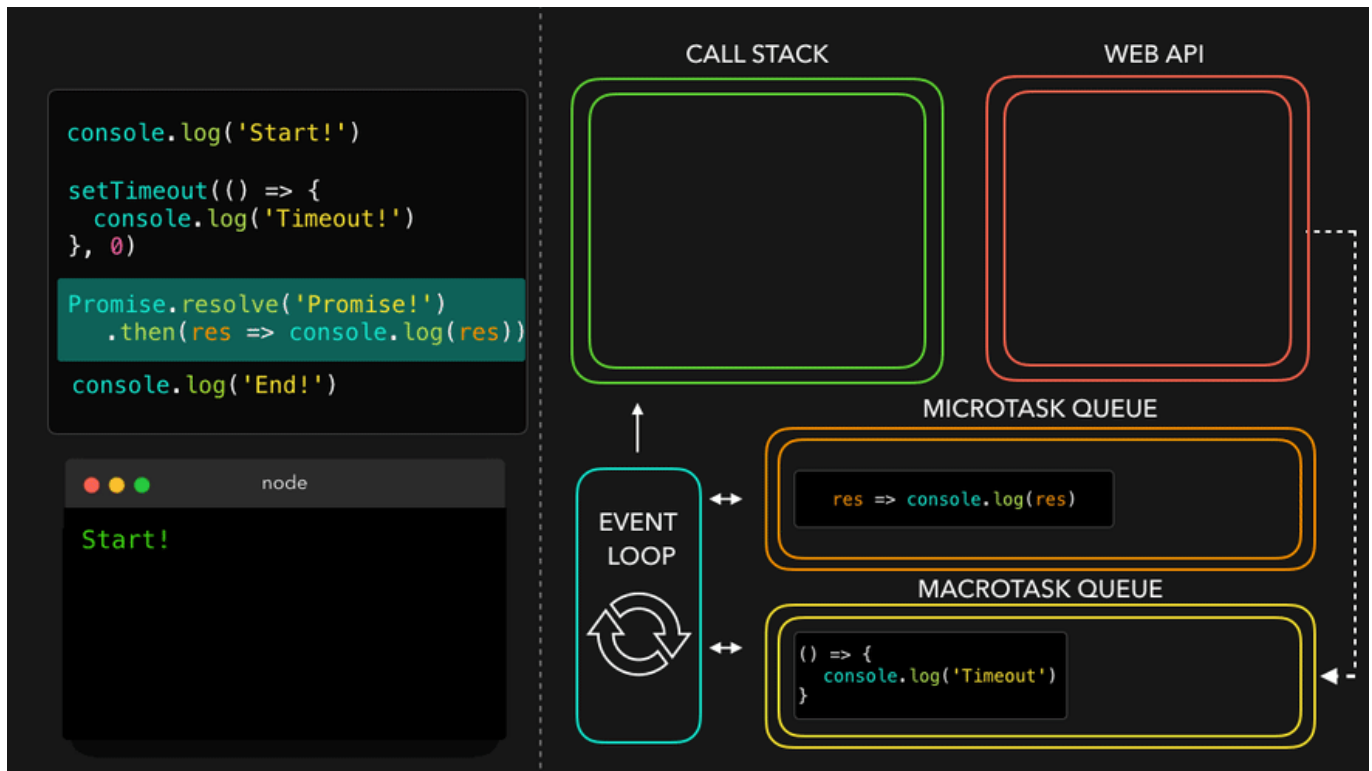 console.log('Start!')
setTimeout(() => {
  console.log('Timeout!')
}, 0)
Promise.resolve('Promise!')
   .then(res => console.log(res))
console.log('End!')
node
Start!
CALL STACK
WEB API
MICROTASK QUEUE
res => console.log(res)
EVENT
LOOP
MACROTASK QUEUE
() => {
  console.log('Timeout')
}